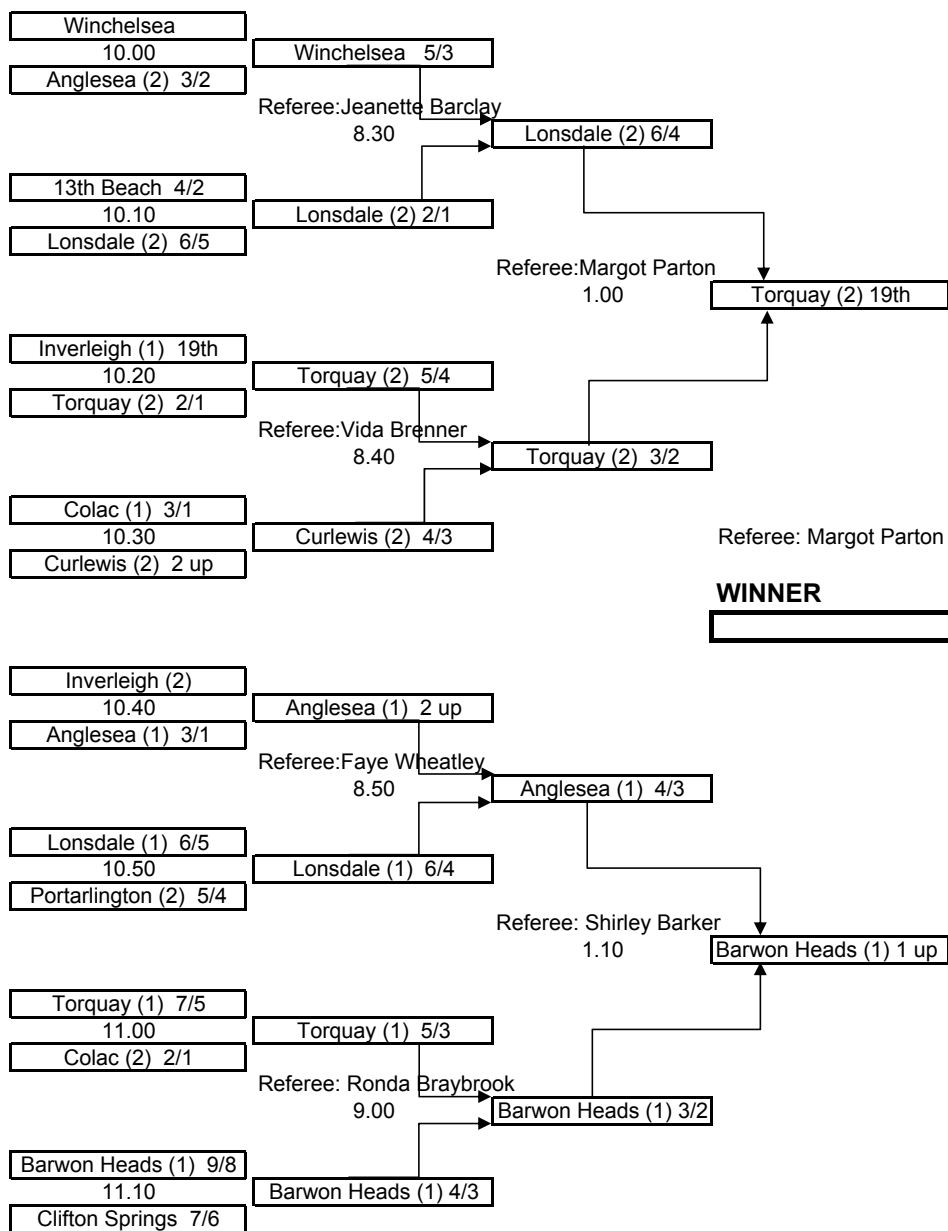 Winchelsea
10.00
Winchelsea 5/3
Anglesea (2) 3/2
Referee:Jeanette Barclay
8.30
Lonsdale (2) 6/4
13th Beach 4/2
10.10
Lonsdale (2) 2/1
Lonsdale (2) 6/5
Referee:Margot Parton
1.00
Torquay (2) 19th
Inverleigh (1) 19th
10.20
Torquay (2) 5/4
Torquay (2) 2/1
Referee:Vida Brenner
8.40
Torquay (2) 3/2
Colac (1) 3/1
10.30
Curlewis (2) 4/3
Curlewis (2) 2 up
Referee: Margot Parton
WINNER
Inverleigh (2)
10.40
Anglesea (1) 2 up
Anglesea (1) 3/1
Referee:Faye Wheatley
8.50
Anglesea (1) 4/3
Lonsdale (1) 6/5
10.50
Lonsdale (1) 6/4
Portarlington (2) 5/4
Referee: Shirley Barker
1.10
Barwon Heads (1) 1 up
Torquay (1) 7/5
11.00
Torquay (1) 5/3
Colac (2) 2/1
Referee: Ronda Braybrook
9.00
Barwon Heads (1) 3/2
Barwon Heads (1) 9/8
11.10
Barwon Heads (1) 4/3
Clifton Springs 7/6